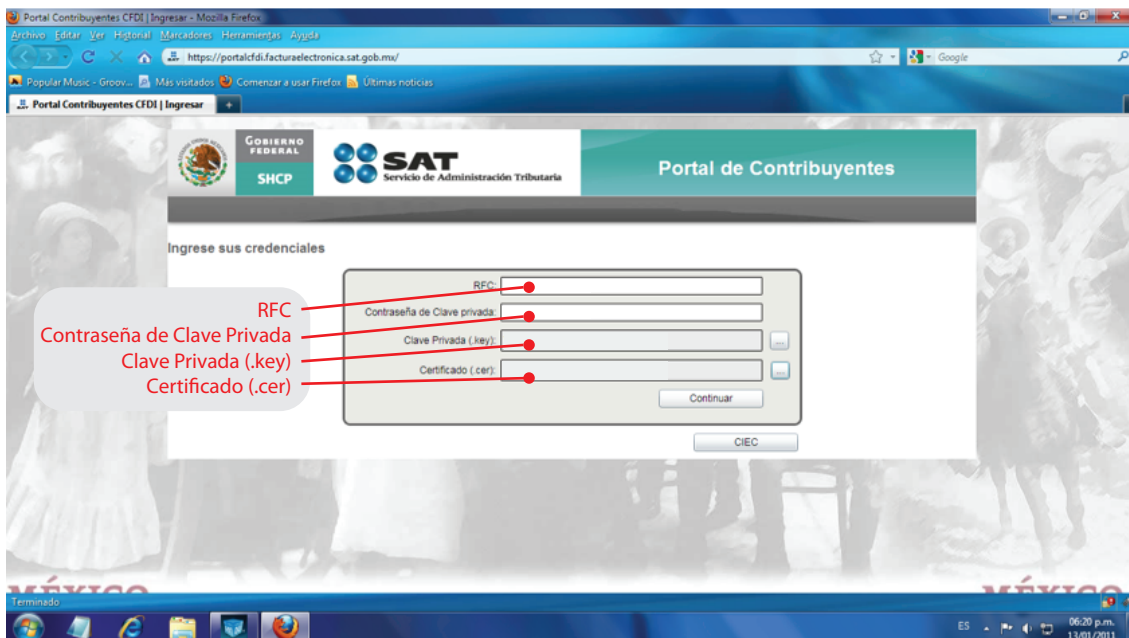 Portal Contribuyentes CFDI | Ingresar - Mozilla Firefox
Archivo Editar Ver Historial Marcadores Herramientas Ayuda
https://portalcfdi.facturaelectronica.sat.gob.mx/
Google
Popular Music - Groov... Más visitados Comenzar a usar Firefox Últimas noticias
Portal Contribuyentes CFDI | Ingresar
GOBIERNO
FEDERAL
SHCP
SAT
Servicio de Administración Tributaria
Portal de Contribuyentes
Ingrese sus credenciales
RFC:
Contraseña de Clave privada:
Clave Privada (.key):
...
Certificado (.cer):
...
Continuar
CIEC
RFC
Contraseña de Clave Privada
Clave Privada (.key)
Certificado (.cer)
MÉXICO
MÉXICO
Terminado
ES
06:20 p.m.
13/01/2011